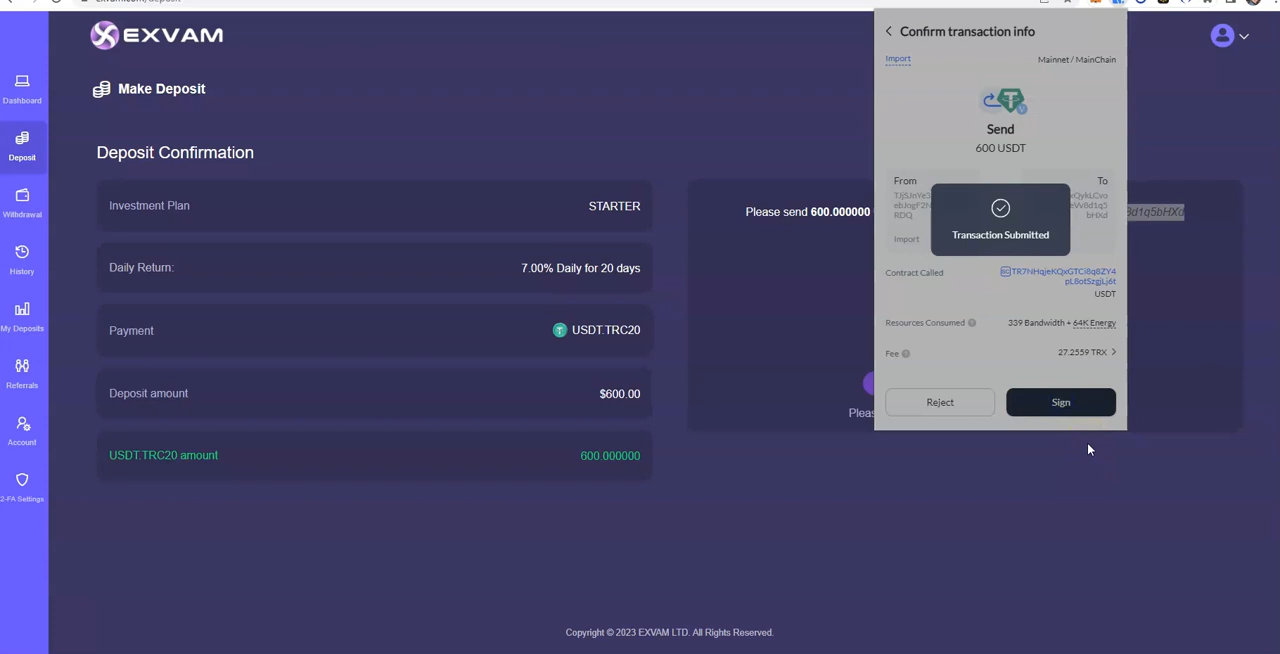 EXVAM
Make Deposit
Dashboard
Deposit
Withdrawal
History
My Deposits
Referrals
Account
2-FA Settings
Deposit Confirmation
Investment Plan STARTER
Daily Return: 7.00% Daily for 20 days
Payment USDT.TRC20
Deposit amount $600.00
USDT.TRC20 amount 600.000000
Please send 600.000000
Confirm transaction info
Import Mainnet / MainChain
Send
600 USDT
From To
RDQ bHXd
Import
Transaction Submitted
Contract Called TR7NHqjeKQxGTCi8q8ZY4
pL8otSzgjLj6t
USDT
Resources Consumed 339 Bandwidth + 64K Energy
Fee 27.2559 TRX
Reject Sign
Copyright © 2023 EXVAM LTD. All Rights Reserved.